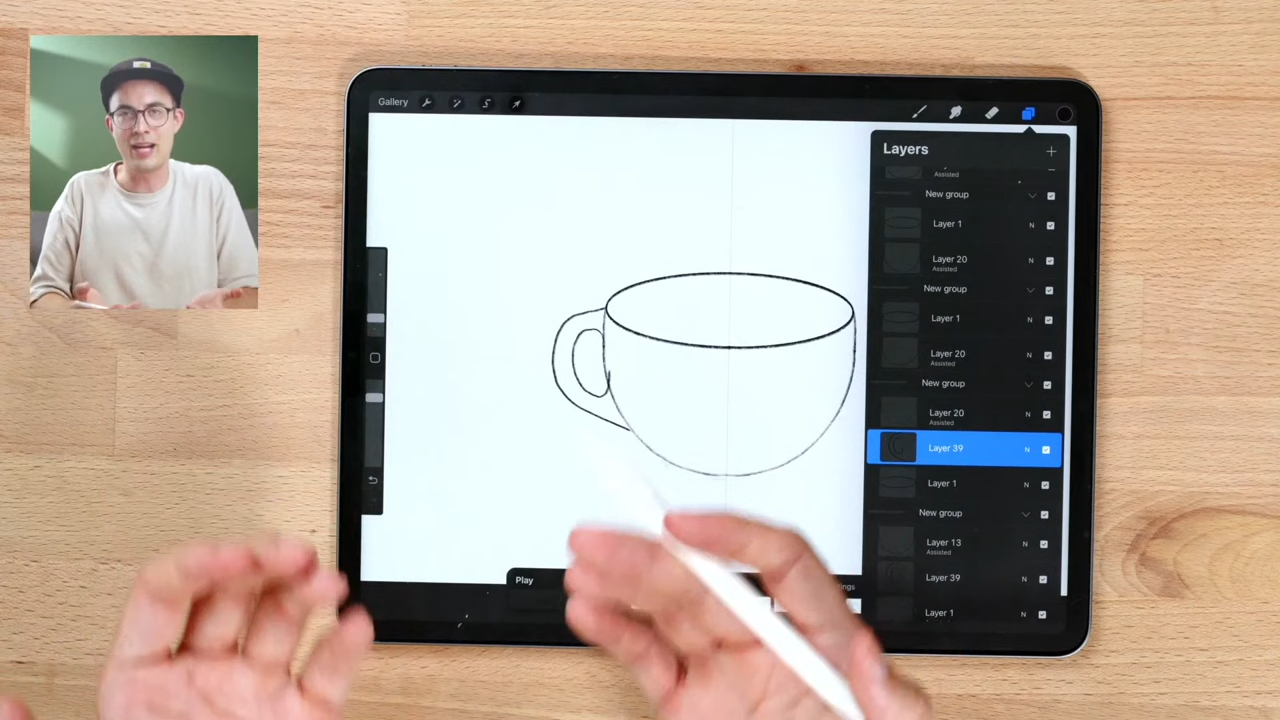 Gallery
Layers
Assisted
New group
Layer 1 N
Layer 20 N
Assisted
New group
Layer 1 N
Layer 20 N
Assisted
New group
Layer 20 N
Assisted
Layer 39 N
Layer 1 N
New group
Layer 13 N
Assisted
Layer 39 N
Layer 1 N
Play